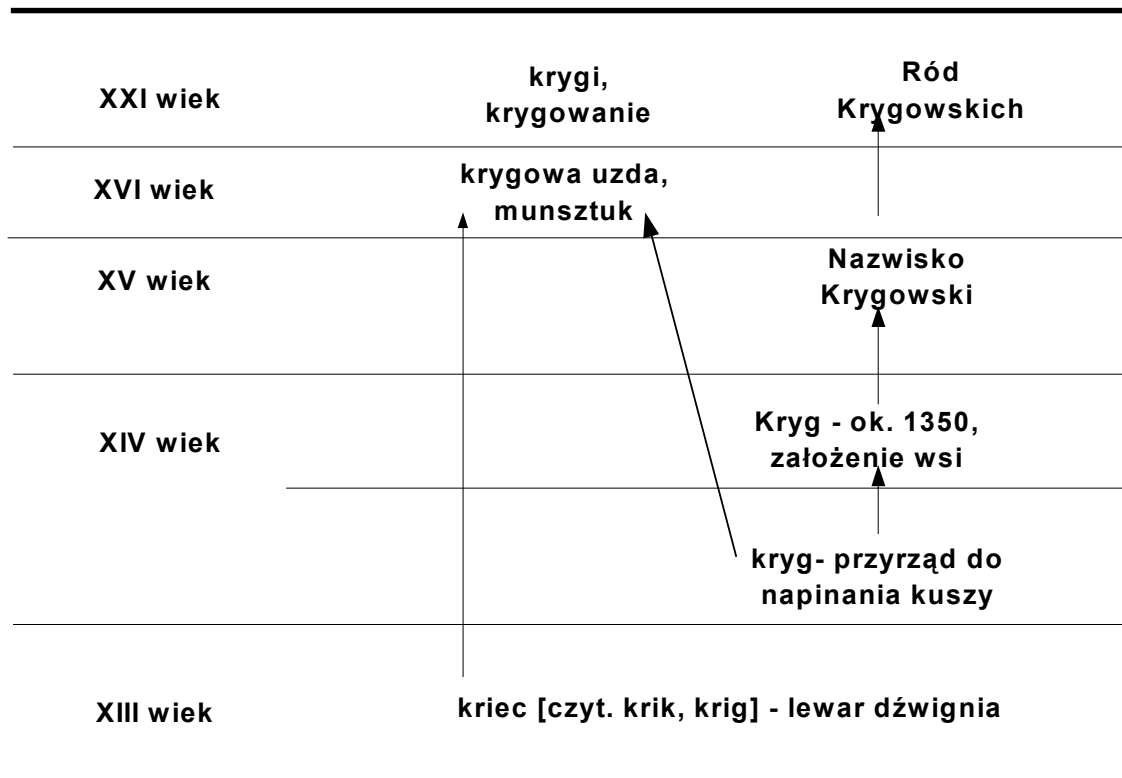 XXI wiek
krygi,
krygowanie
Ród
Krygowskich
XVI wiek
krygowa uzda,
munsztuk
XV wiek
Nazwisko
Krygowski
XIV wiek
Kryg - ok. 1350,
założenie wsi
kryg- przyrząd do
napinania kuszy
XIII wiek
kriec [czyt. krik, krig] - lewar dźwignia